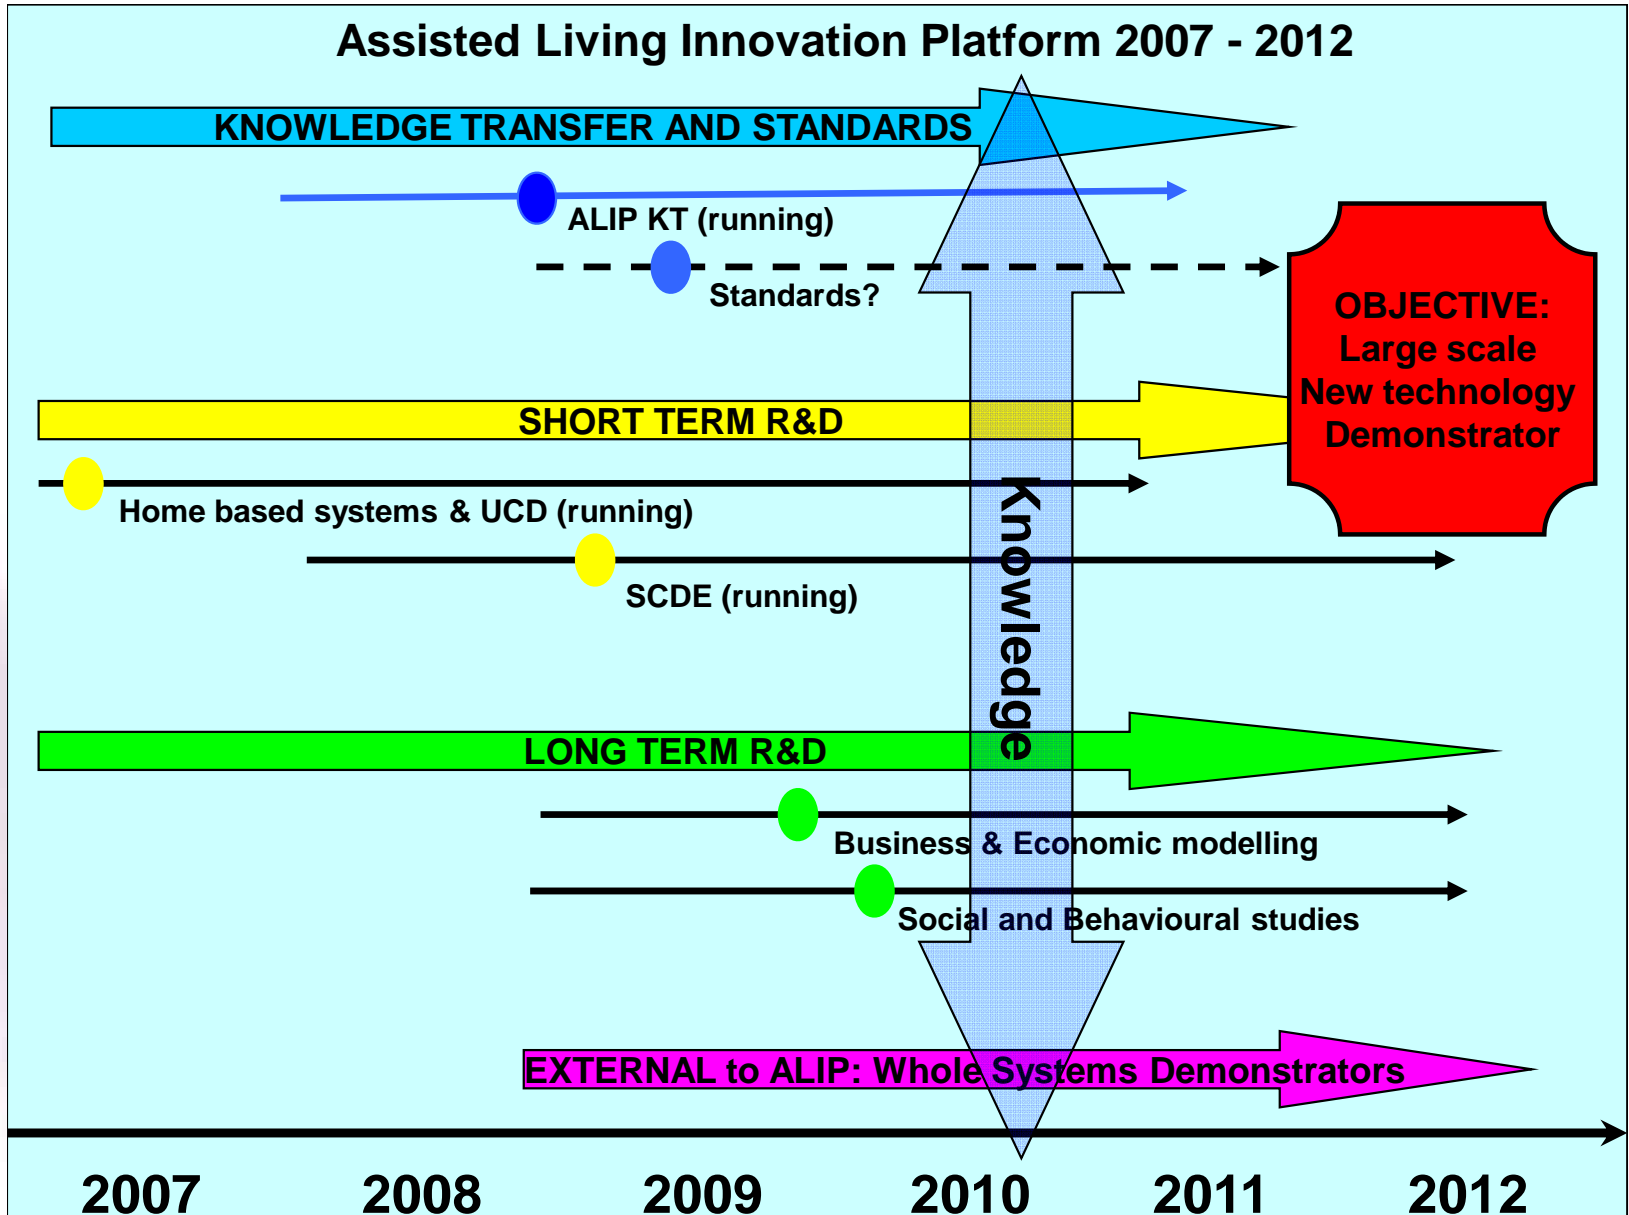 Assisted Living Innovation Platform 2007 - 2012
KNOWLEDGE TRANSFER AND STANDARDS
ALIP KT (running)
Standards?
OBJECTIVE:
Large scale
New technology
Demonstrator
SHORT TERM R&D
Home based systems & UCD (running)
SCDE (running)
Knowledge
LONG TERM R&D
Business & Economic modelling
Social and Behavioural studies
EXTERNAL to ALIP: Whole Systems Demonstrators
2007 2008 2009 2010 2011 2012